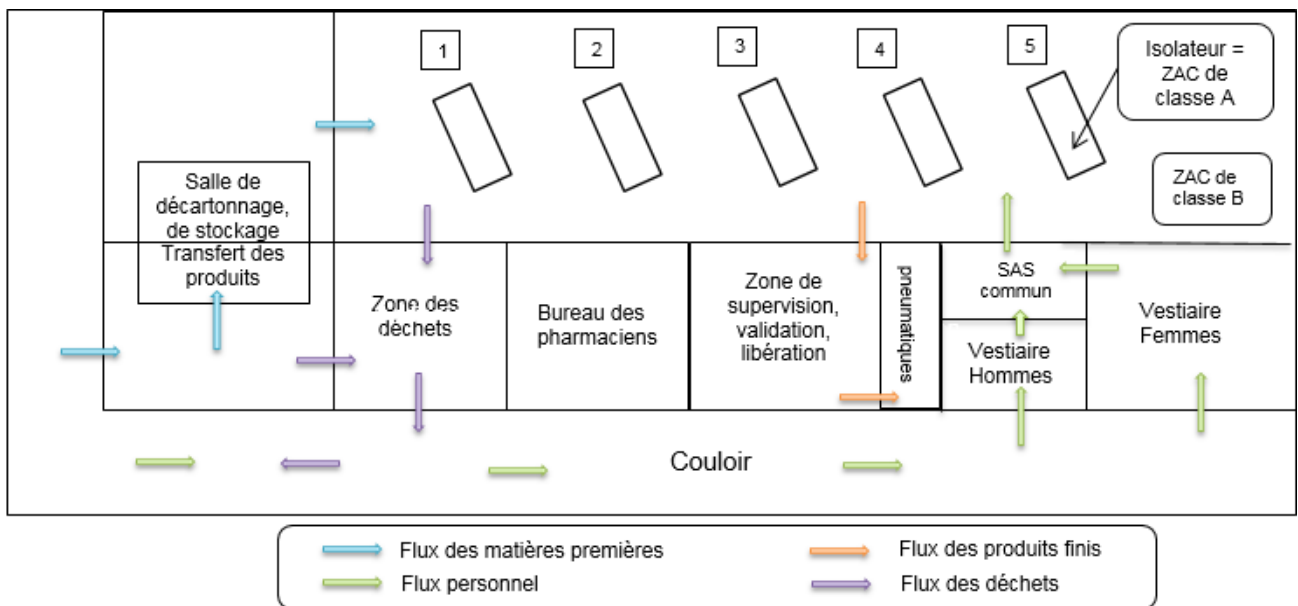 1
2
3
4
5
Isolateur =
ZAC de
classe A
ZAC de
classe B
Salle de
décartonnage,
de stockage
Transfert des
produits
Zone des
déchets
Bureau des
pharmaciens
Zone de
supervision,
validation,
libération
pneumatiques
SAS
commun
Vestiaire
Hommes
Vestiaire
Femmes
Couloir
Flux des matières premières
Flux des produits finis
Flux personnel
Flux des déchets